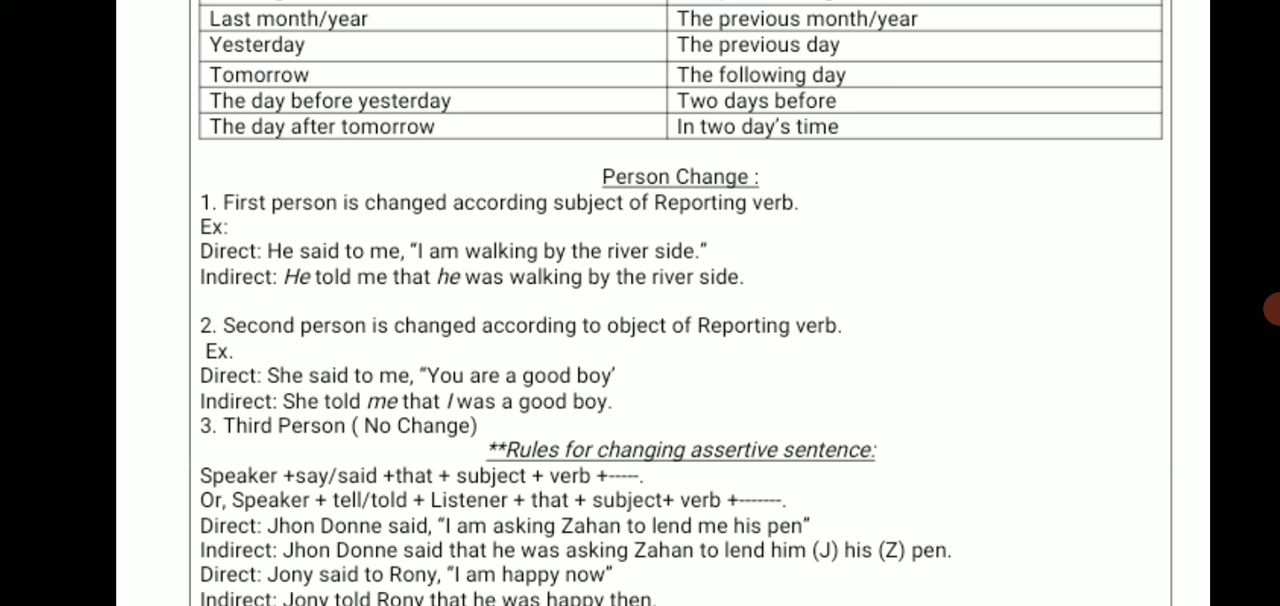 Last month/year The previous month/year
Yesterday The previous day
Tomorrow The following day
The day before yesterday Two days before
The day after tomorrow In two day’s time
Person Change :
1. First person is changed according subject of Reporting verb.
Ex:
Direct: He said to me, “I am walking by the river side.”
Indirect: He told me that he was walking by the river side.
2. Second person is changed according to object of Reporting verb.
Ex.
Direct: She said to me, “You are a good boy’
Indirect: She told me that I was a good boy.
3. Third Person ( No Change)
**Rules for changing assertive sentence:
Speaker +say/said +that + subject + verb +-----.
Or, Speaker + tell/told + Listener + that + subject+ verb +-------.
Direct: Jhon Donne said, “I am asking Zahan to lend me his pen”
Indirect: Jhon Donne said that he was asking Zahan to lend him (J) his (Z) pen.
Direct: Jony said to Rony, “I am happy now”
Indirect: Jony told Rony that he was happy then.